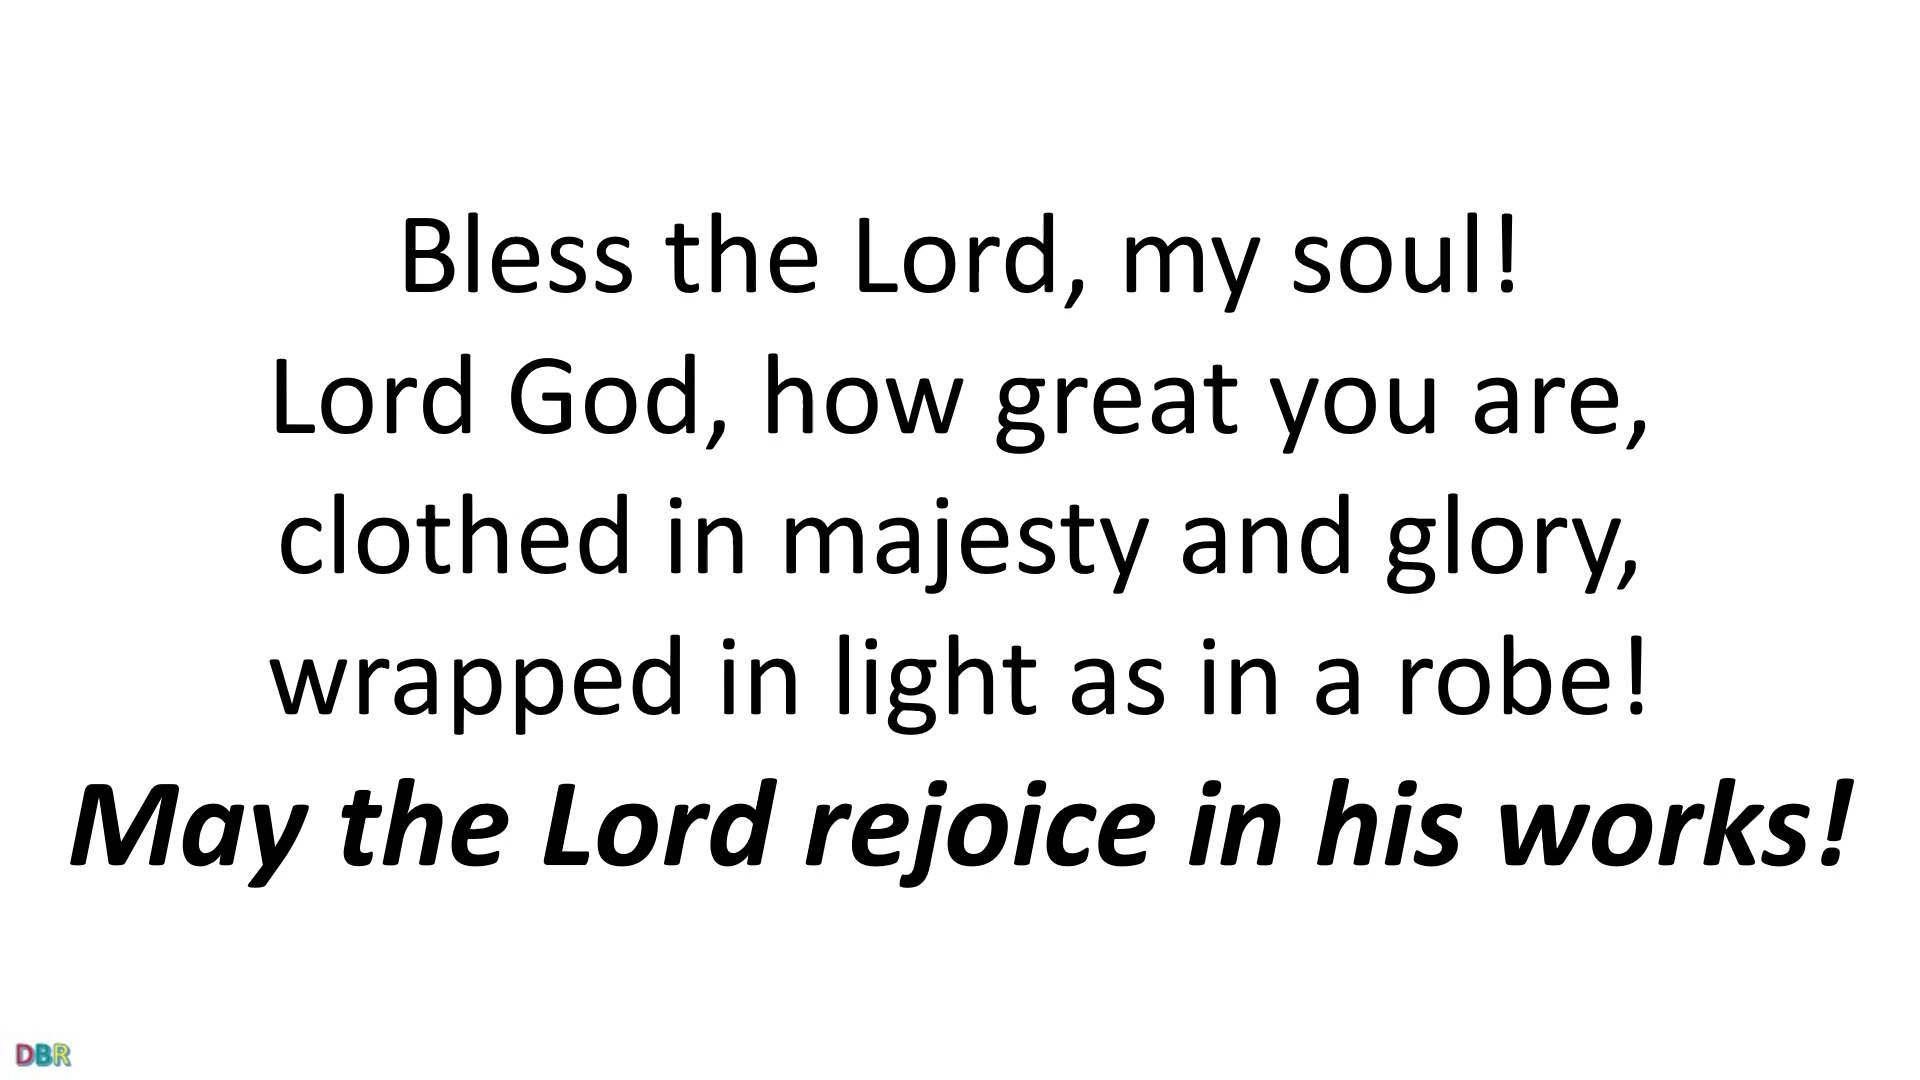 Bless the Lord, my soul!
Lord God, how great you are,
clothed in majesty and glory,
wrapped in light as in a robe!
May the Lord rejoice in his works!
DBR